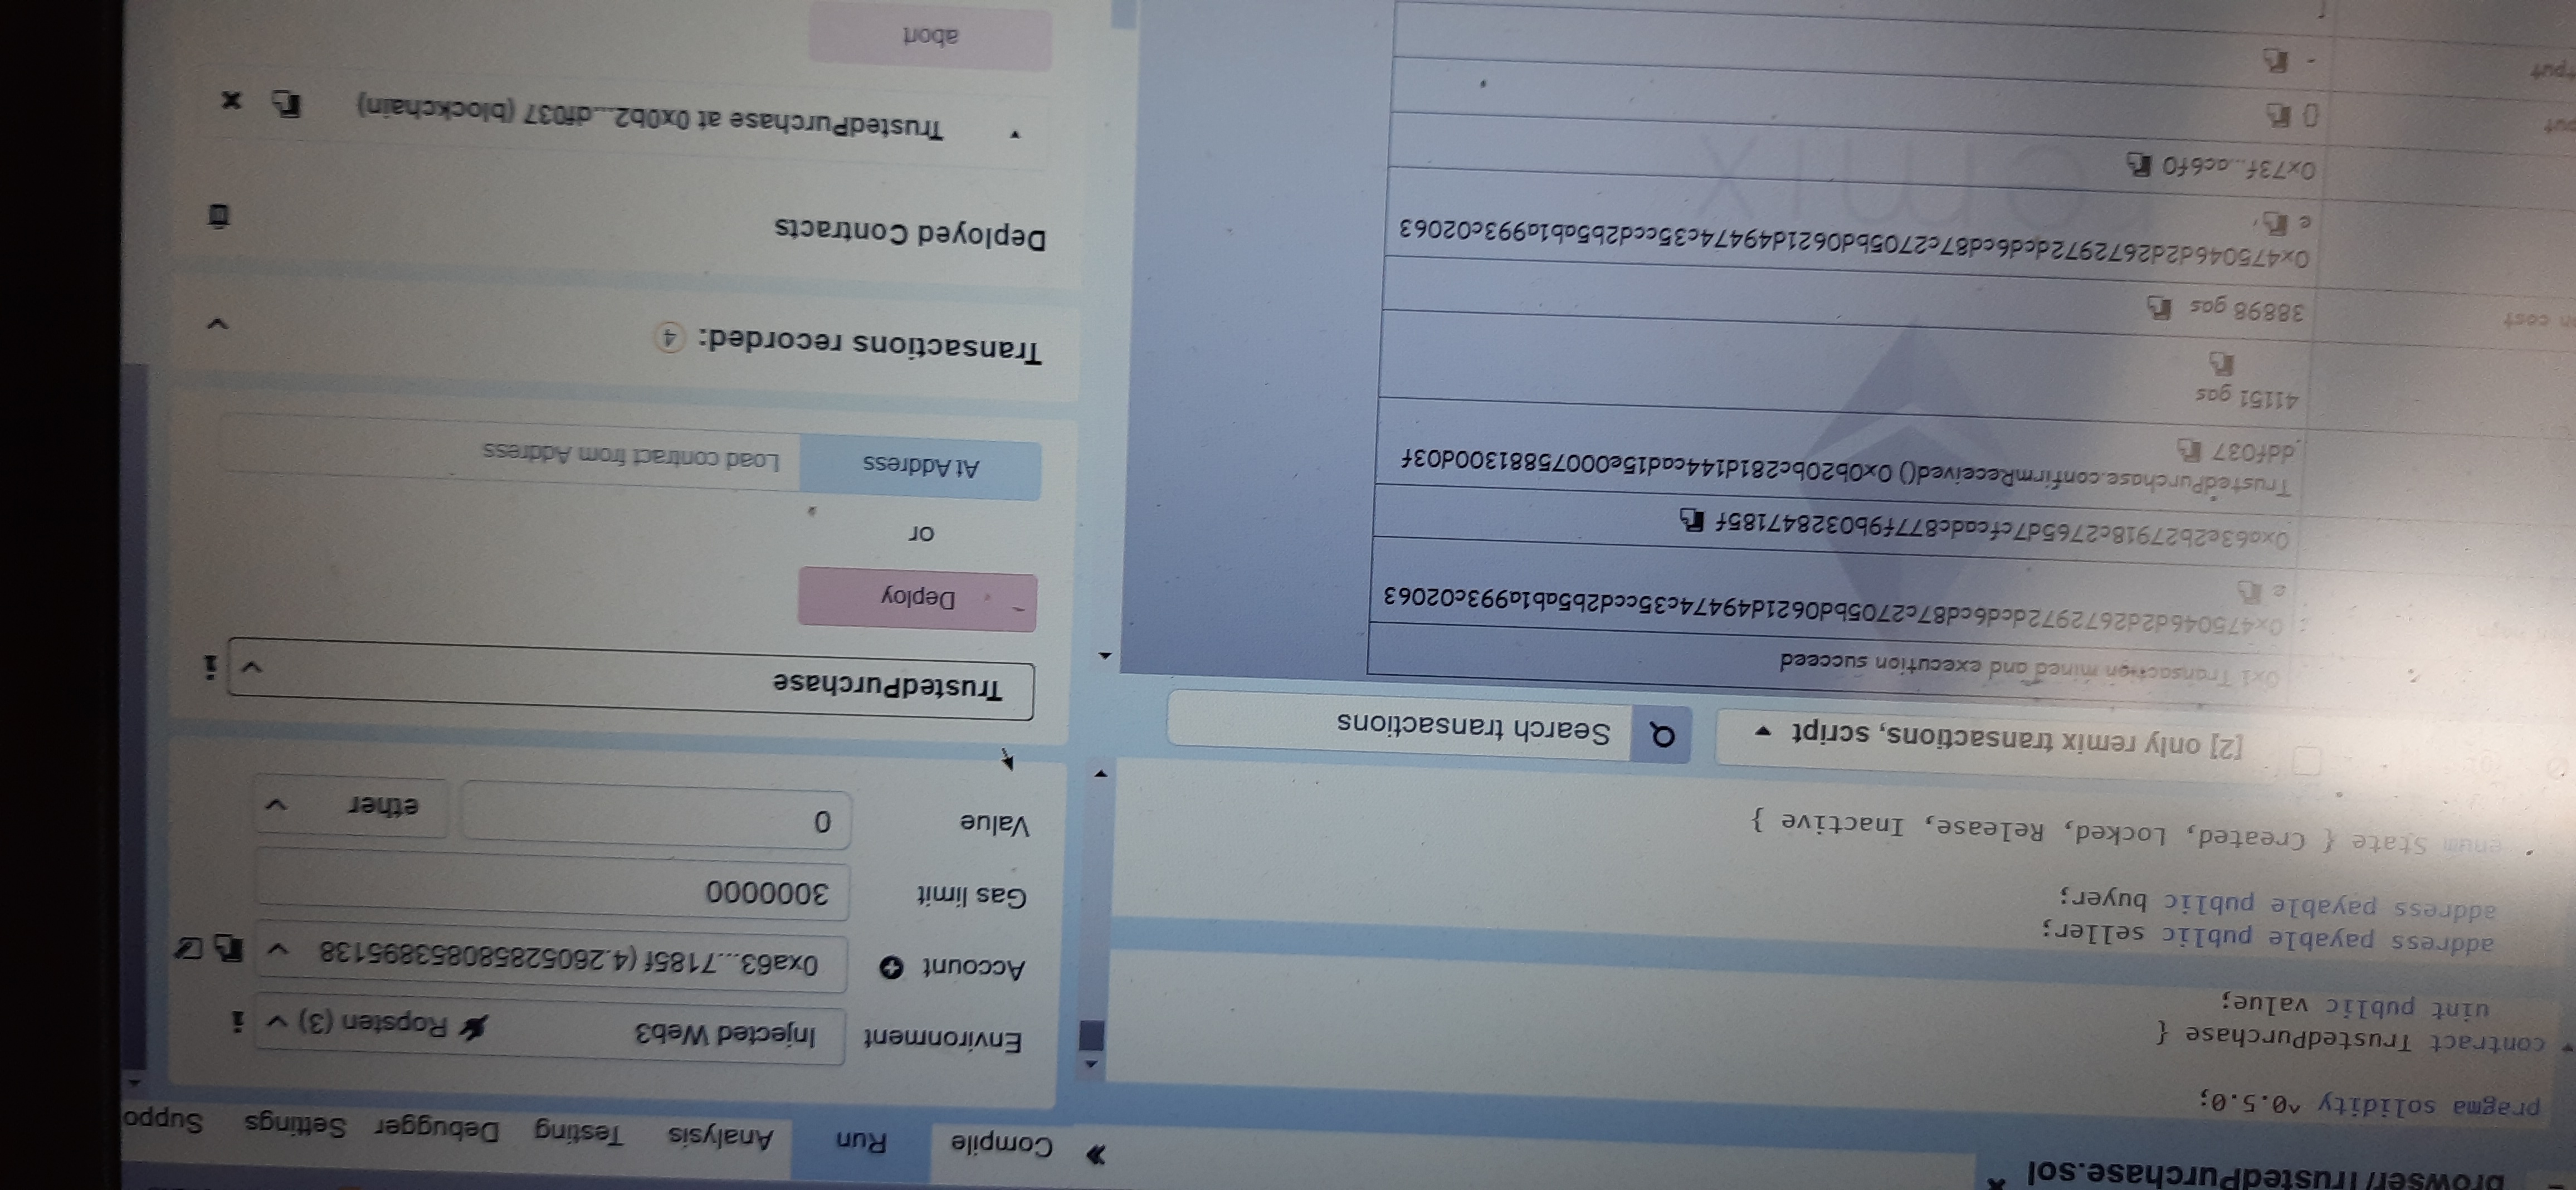 browser/TrustedPurchase.sol ×
pragma solidity ^0.5.0;
contract TrustedPurchase {
uint public value;
address payable public seller;
address payable public buyer;
enum State { Created, Locked, Release, Inactive }
[2] only remix transactions, script
Search transactions
0x1 Transaction mined and execution succeed
0x475046d2d2672972dcd6cd87c2705bd0621d49474c35ccd2b5ab1a993c02063
e
0xa63e2b27918c2765d7cfcadc877f9b032847185f
TrustedPurchase.confirmReceived() 0x0b20bc281d144cad15e00075881300d03f
ddf037
41151 gas
n cost
38898 gas
0x475046d2d2672972dcd6cd87c2705bd0621d49474c35ccd2b5ab1a993c02063
e
0x73f...ac6f0
put
{}
tput
-
[
remix
» Compile Run Analysis Testing Debugger Settings Suppo
Environment Injected Web3 Ropsten (3) i
Account 0xa63...7185f (4.260528580853895138
Gas limit 3000000
Value 0 ether
TrustedPurchase i
Deploy
or
At Address Load contract from Address
Transactions recorded: 4
Deployed Contracts
TrustedPurchase at 0x0b2...df037 (blockchain) ×
abort